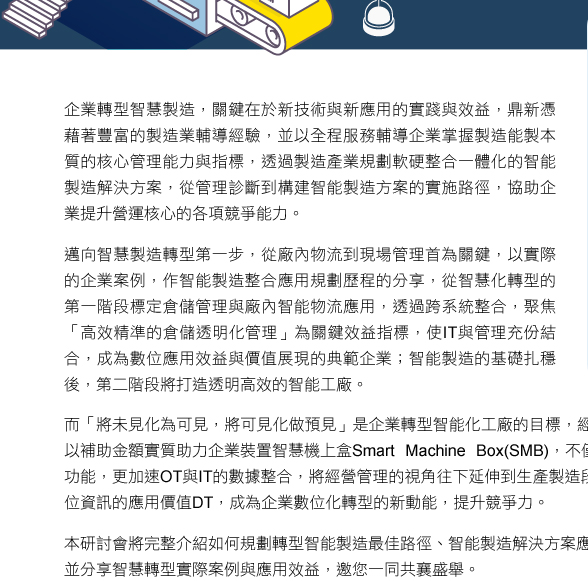 企業轉型智慧製造，關鍵在於新技術與新應用的實踐與效益，鼎新憑
藉著豐富的製造業輔導經驗，並以全程服務輔導企業掌握製造能製本
質的核心管理能力與指標，透過製造產業規劃軟硬整合一體化的智能
製造解決方案，從管理診斷到構建智能製造方案的實施路徑，協助企
業提升營運核心的各項競爭能力。
邁向智慧製造轉型第一步，從廠內物流到現場管理首為關鍵，以實際
的企業案例，作智能製造整合應用規劃歷程的分享，從智慧化轉型的
第一階段標定倉儲管理與廠內智能物流應用，透過跨系統整合，聚焦
「高效精準的倉儲透明化管理」為關鍵效益指標，使IT與管理充份結
合，成為數位應用效益與價值展現的典範企業；智能製造的基礎扎穩
後，第二階段將打造透明高效的智能工廠。
而「將未見化為可見，將可見化做預見」是企業轉型智能化工廠的目標，經
以補助金額實質助力企業裝置智慧機上盒Smart Machine Box(SMB)，不僅
功能，更加速OT與IT的數據整合，將經營管理的視角往下延伸到生產製造段
位資訊的應用價值DT，成為企業數位化轉型的新動能，提升競爭力。
本研討會將完整介紹如何規劃轉型智能製造最佳路徑、智能製造解決方案應
並分享智慧轉型實際案例與應用效益，邀您一同共襄盛舉。